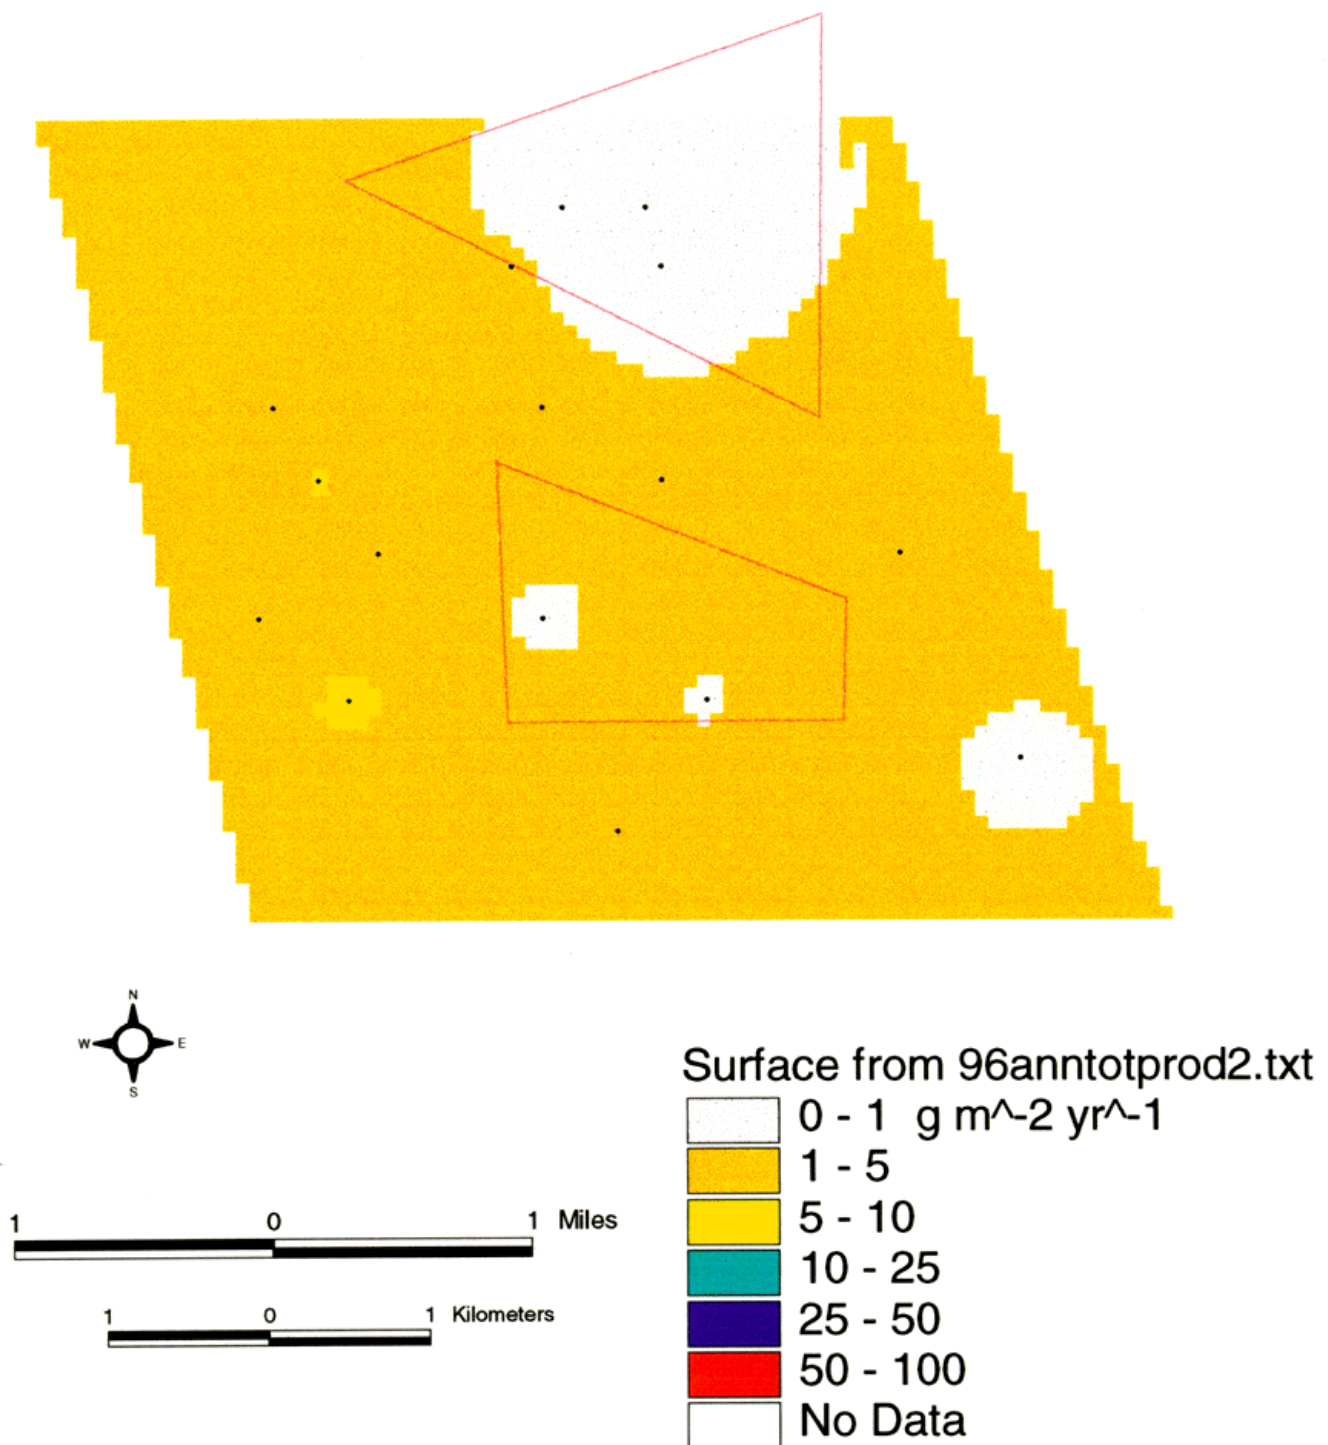 N
W E
S
Surface from 96anntotprod2.txt
0 - 1 g m^-2 yr^-1
1 - 5
5 - 10
10 - 25
25 - 50
50 - 100
No Data
1 0 1 Miles
1 0 1 Kilometers